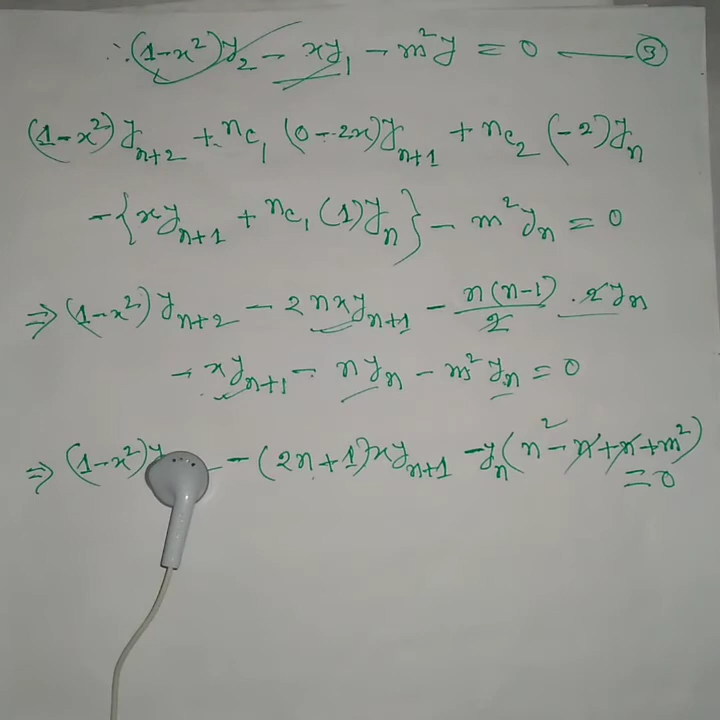 ∴ (1-x²)y₂ - xy₁ - m²y = 0 —— ③
(1-x²)yₙ₊₂ + nc₁ (0-2x)yₙ₊₁ + nc₂ (-2)yₙ
-{xyₙ₊₁ + nc₁ (1)yₙ} - m²yₙ = 0
⇒ (1-x²)yₙ₊₂ - 2nxyₙ₊₁ - n(n-1)/2 · 2yₙ
- xyₙ₊₁ - nyₙ - m²yₙ = 0
⇒ (1-x²)y - (2n+1)xyₙ₊₁ - yₙ(n² - n + n + m²)
= 0